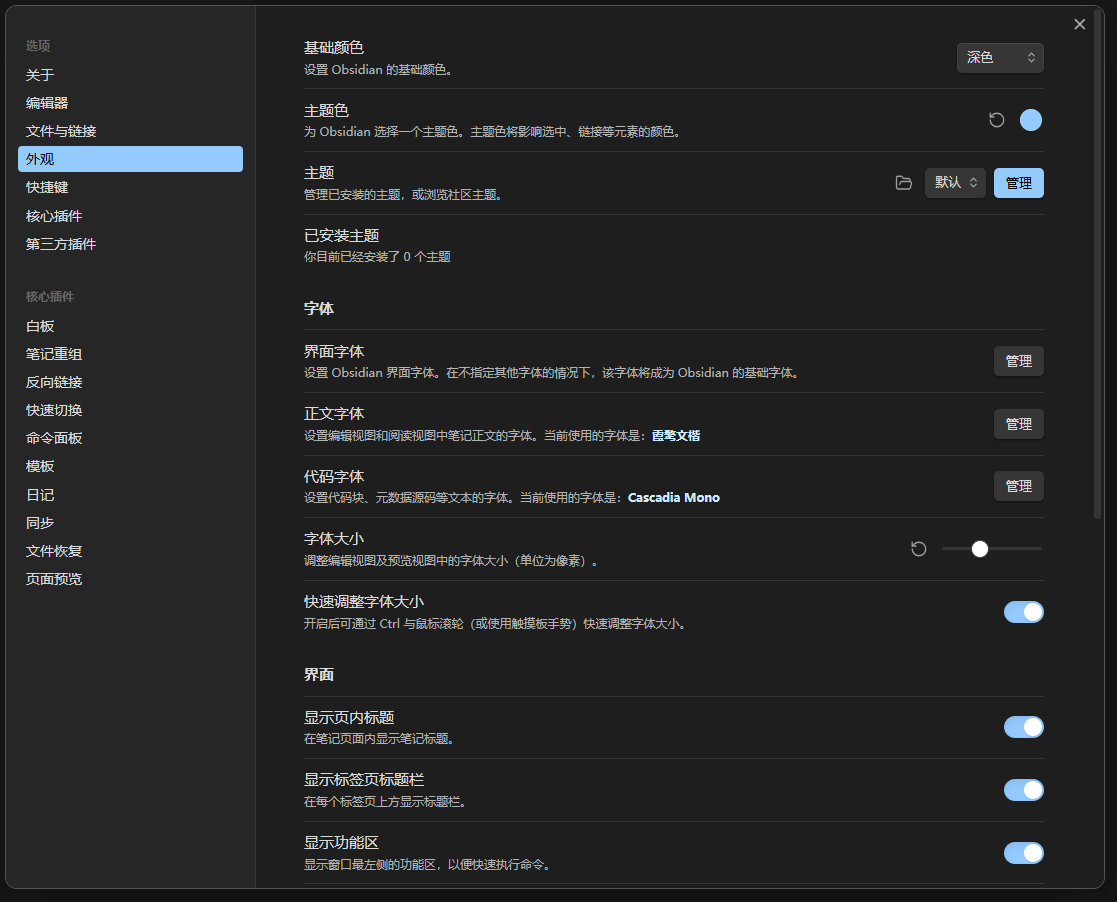 选项
关于
编辑器
文件与链接
外观
快捷键
核心插件
第三方插件
核心插件
白板
笔记重组
反向链接
快速切换
命令面板
模板
日记
同步
文件恢复
页面预览
基础颜色
设置 Obsidian 的基础颜色。
深色
主题色
为 Obsidian 选择一个主题色。主题色将影响选中、链接等元素的颜色。
主题
管理已安装的主题，或浏览社区主题。
默认
管理
已安装主题
你目前已经安装了 0 个主题
字体
界面字体
设置 Obsidian 界面字体。在不指定其他字体的情况下，该字体将成为 Obsidian 的基础字体。
管理
正文字体
设置编辑视图和阅读视图中笔记正文的字体。当前使用的字体是：霞鹜文楷
管理
代码字体
设置代码块、元数据源码等文本的字体。当前使用的字体是：Cascadia Mono
管理
字体大小
调整编辑视图及预览视图中的字体大小（单位为像素）。
快速调整字体大小
开启后可通过 Ctrl 与鼠标滚轮（或使用触摸板手势）快速调整字体大小。
界面
显示页内标题
在笔记页面内显示笔记标题。
显示标签页标题栏
在每个标签页上方显示标题栏。
显示功能区
显示窗口最左侧的功能区，以便快速执行命令。